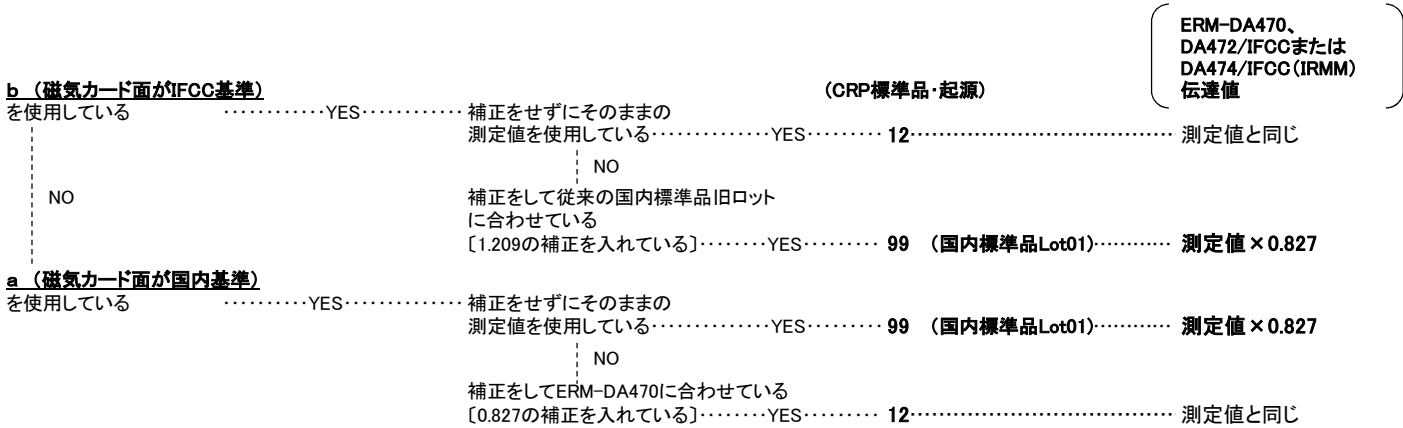 ERM-DA470、
DA472/IFCCまたは
DA474/IFCC(IRMM)
伝達値
b (磁気カード面がIFCC基準)
(CRP標準品・起源)
を使用している ············YES············ 補正をせずにそのままの
測定値を使用している··············YES········· 12····································· 測定値と同じ
NO
NO
補正をして従来の国内標準品旧ロット
に合わせている
〔1.209の補正を入れている〕········YES········· 99 (国内標準品Lot01)············ 測定値×0.827
a (磁気カード面が国内基準)
を使用している ··········YES·············· 補正をせずにそのままの
測定値を使用している··············YES········· 99 (国内標準品Lot01)············ 測定値×0.827
NO
補正をしてERM-DA470に合わせている
〔0.827の補正を入れている〕········YES········· 12····································· 測定値と同じ